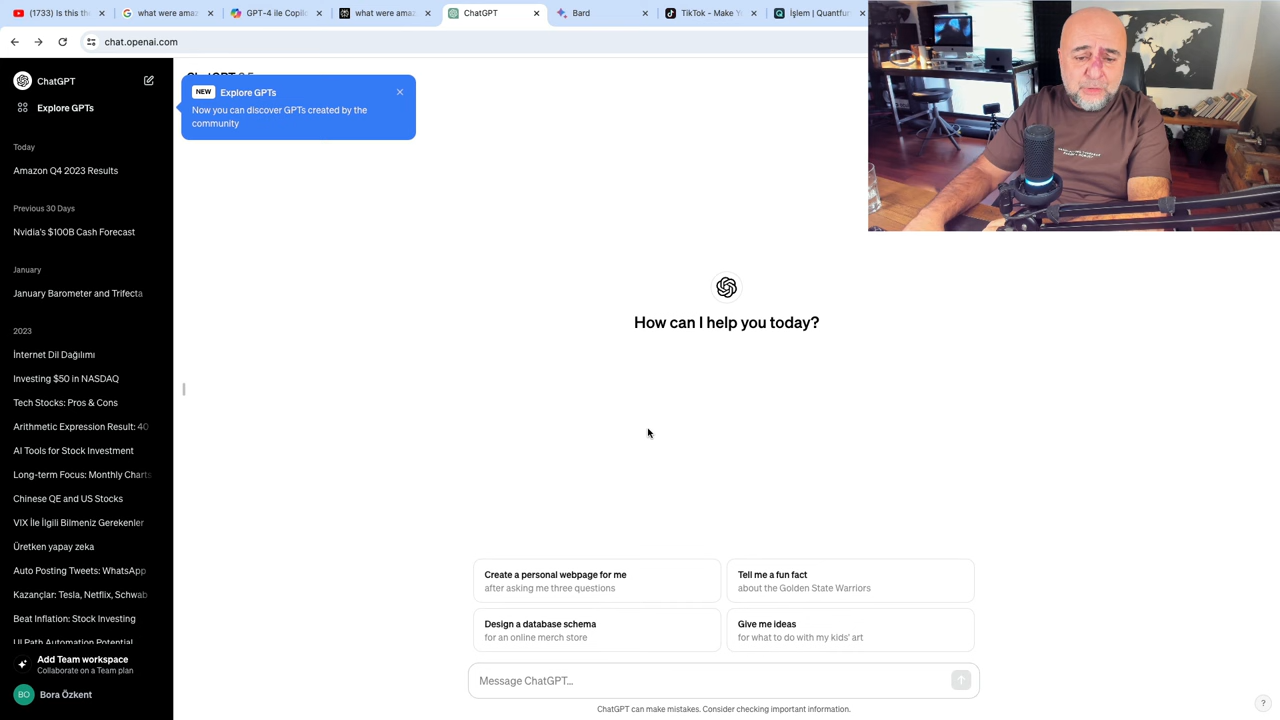 (1733) Is this the
what were amaz
GPT-4 ile Copilo
what were amaz
ChatGPT
Bard
TikTok - Make Y
İşlem | Quantfur
chat.openai.com
ChatGPT
Explore GPTs
NEW Explore GPTs
Now you can discover GPTs created by the
community
Today
Amazon Q4 2023 Results
Previous 30 Days
Nvidia's $100B Cash Forecast
January
January Barometer and Trifecta
2023
İnternet Dil Dağılımı
Investing $50 in NASDAQ
Tech Stocks: Pros & Cons
Arithmetic Expression Result: 40
AI Tools for Stock Investment
Long-term Focus: Monthly Charts
Chinese QE and US Stocks
VIX İle İlgili Bilmeniz Gerekenler
Üretken yapay zeka
Auto Posting Tweets: WhatsApp
Kazançlar: Tesla, Netflix, Schwab
Beat Inflation: Stock Investing
UI Path Automation Potential
Add Team workspace
Collaborate on a Team plan
BO Bora Özkent
How can I help you today?
Create a personal webpage for me
after asking me three questions
Tell me a fun fact
about the Golden State Warriors
Design a database schema
for an online merch store
Give me ideas
for what to do with my kids' art
Message ChatGPT...
ChatGPT can make mistakes. Consider checking important information.
?